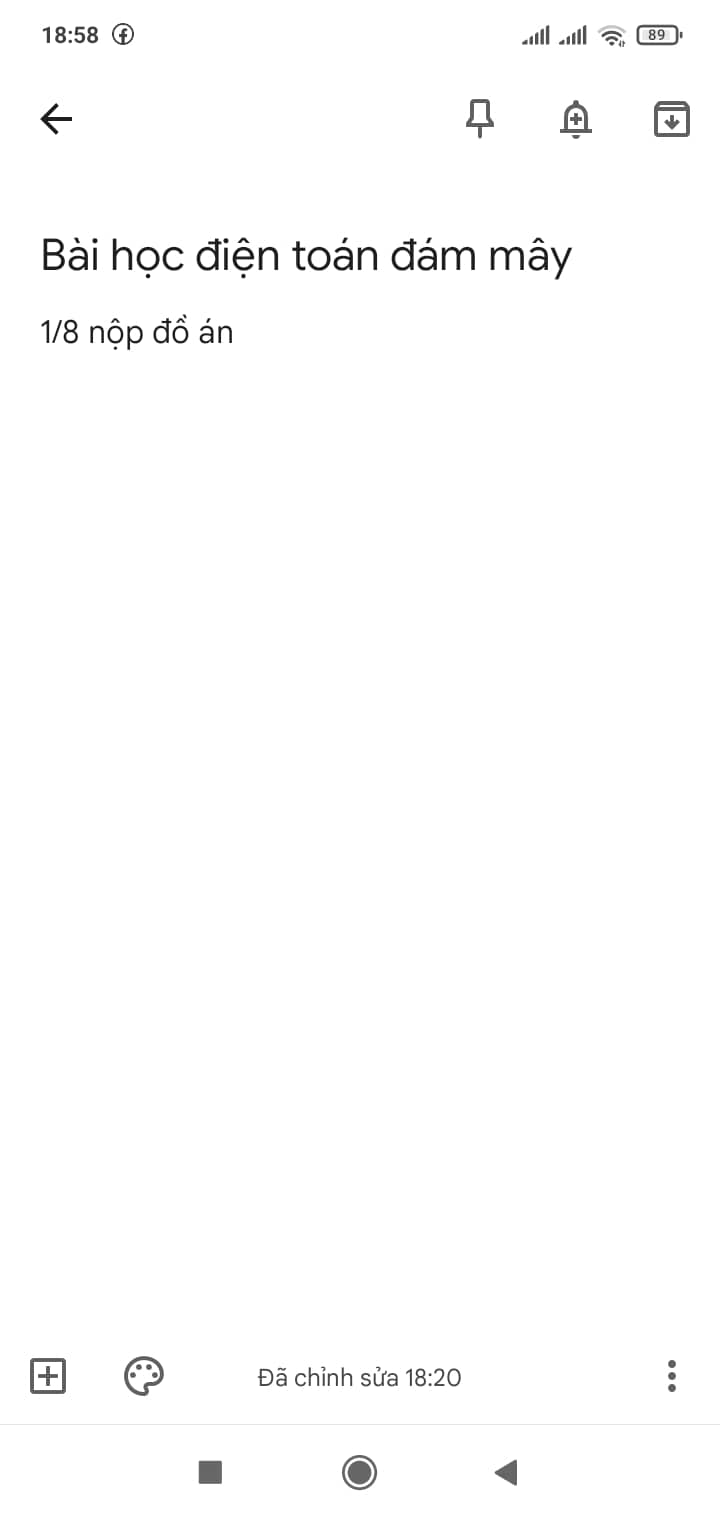 18:58
89
Bài học điện toán đám mây
1/8 nộp đồ án
Đã chỉnh sửa 18:20